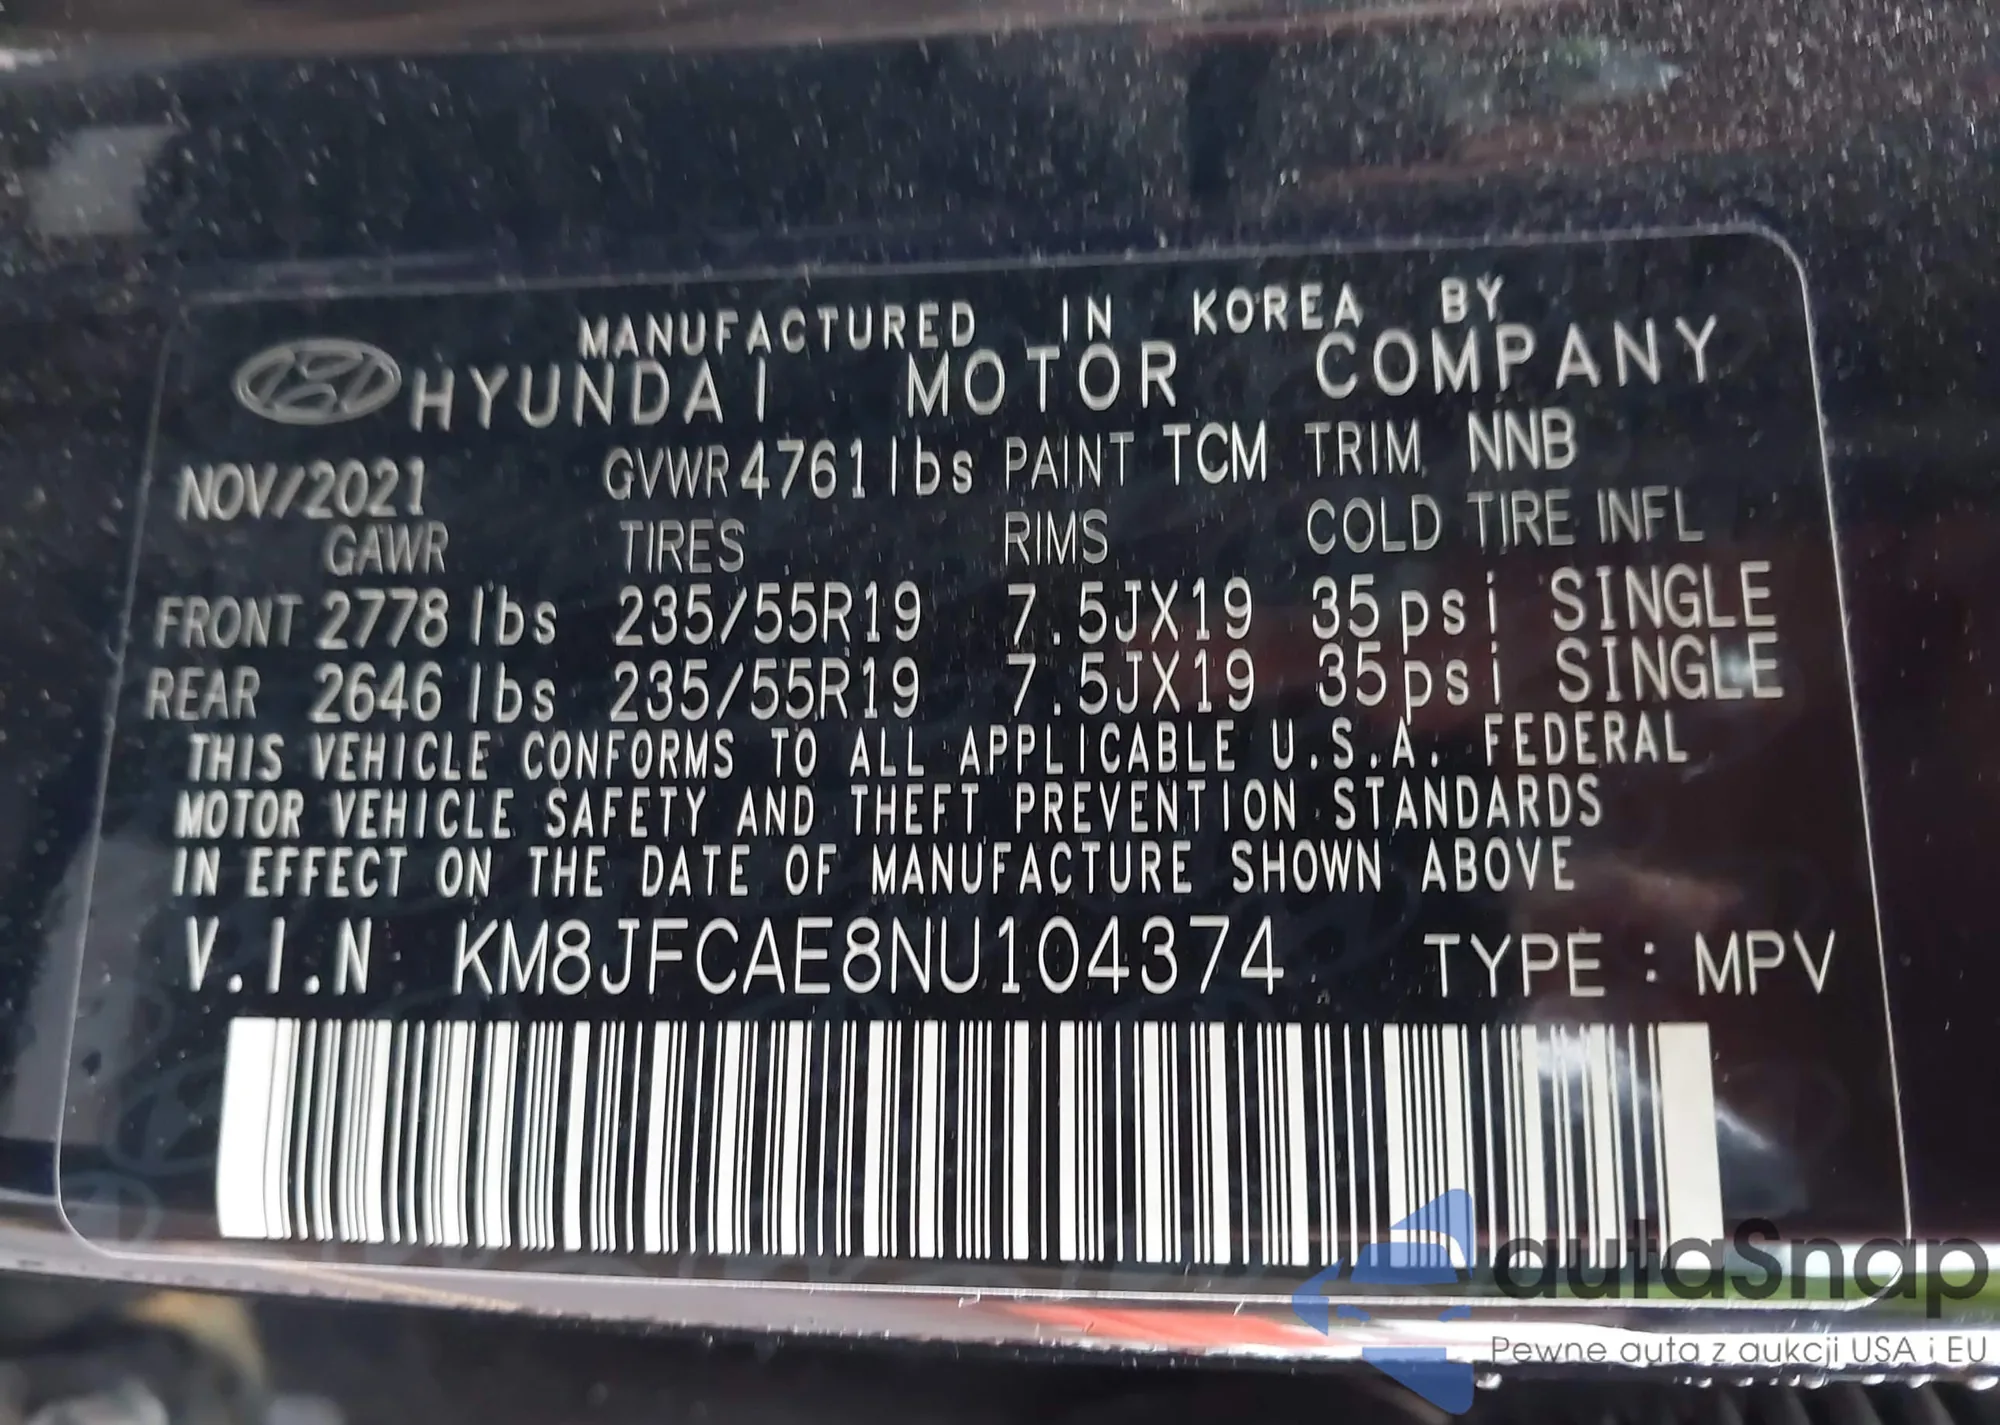 MANUFACTURED IN KOREA BY
HYUNDAI MOTOR COMPANY
NOV/2021 GVWR 4761 lbs PAINT TCM TRIM NNB
GAWR TIRES RIMS COLD TIRE INFL
FRONT 2778 lbs 235/55R19 7.5JX19 35psi SINGLE
REAR 2646 lbs 235/55R19 7.5JX19 35psi SINGLE
THIS VEHICLE CONFORMS TO ALL APPLICABLE U.S.A. FEDERAL
MOTOR VEHICLE SAFETY AND THEFT PREVENTION STANDARDS
IN EFFECT ON THE DATE OF MANUFACTURE SHOWN ABOVE
V.I.N : KM8JFCAE8NU104374 TYPE : MPV
autaSnap
Pewne auta z aukcji USA i EU